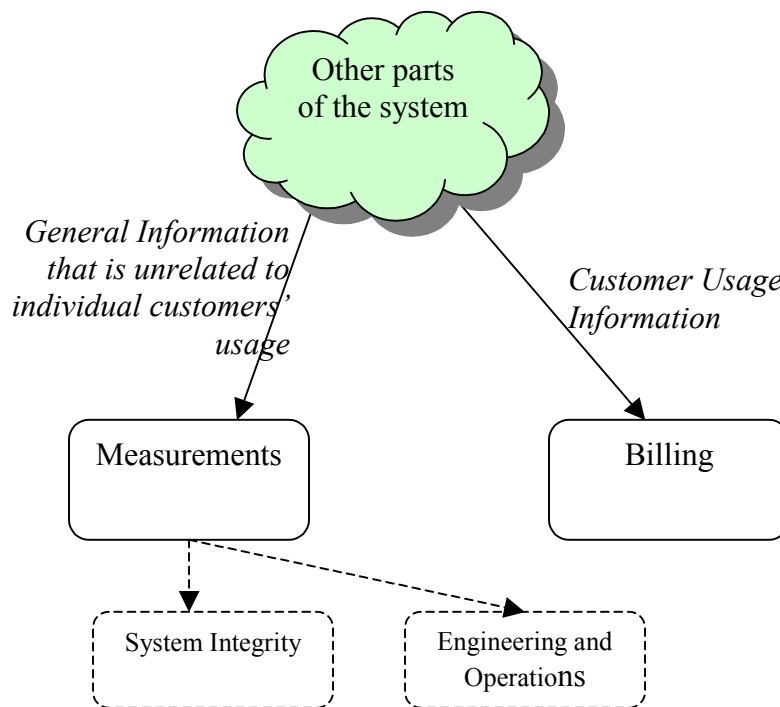 Other parts
of the system
General Information
that is unrelated to
individual customers’
usage
Customer Usage
Information
Measurements
Billing
System Integrity
Engineering and
Operations